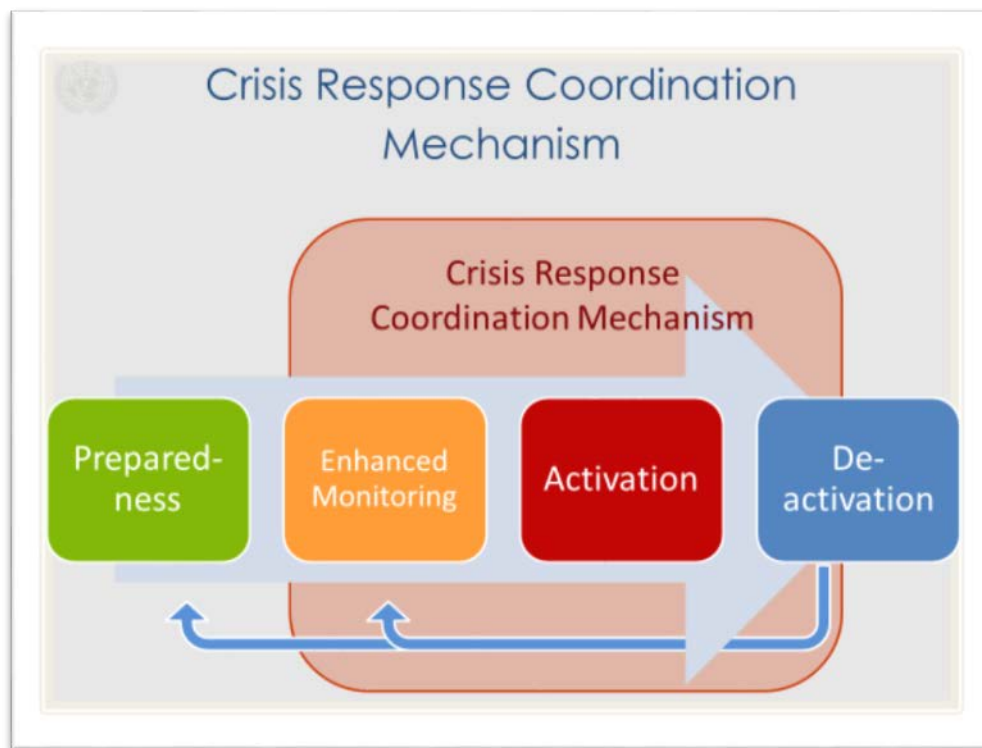 Crisis Response Coordination
Mechanism
Crisis Response
Coordination Mechanism
Prepared-
ness
Enhanced
Monitoring
Activation
De-
activation